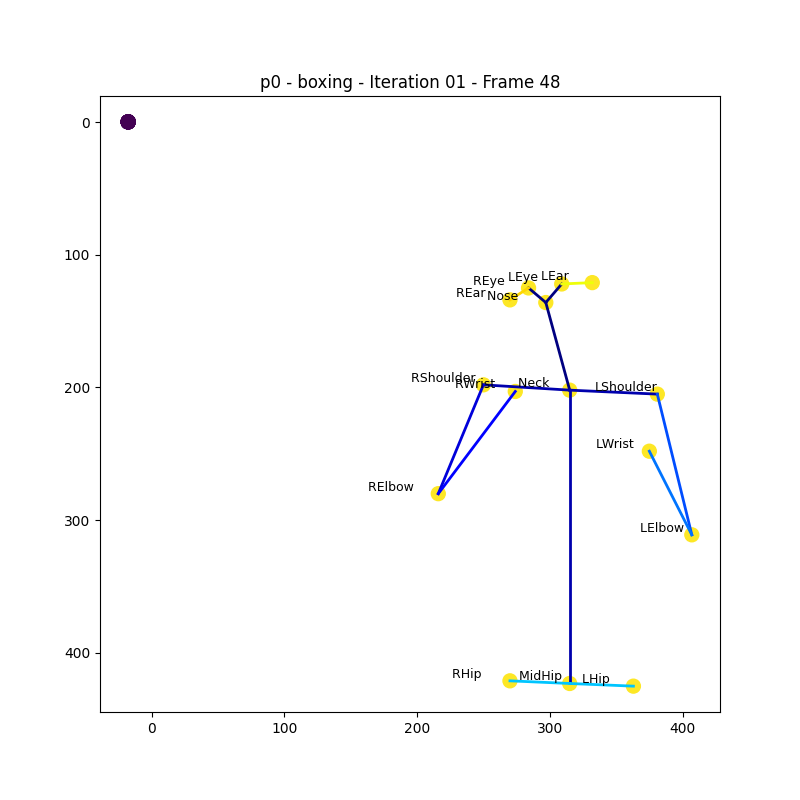 p0 - boxing - Iteration 01 - Frame 48
0
100
REye LEye LEar
REar Nose
200
RShoulder
RWrist Neck LShoulder
LWrist
RElbow
300
LElbow
400
RHip MidHip LHip
0 100 200 300 400